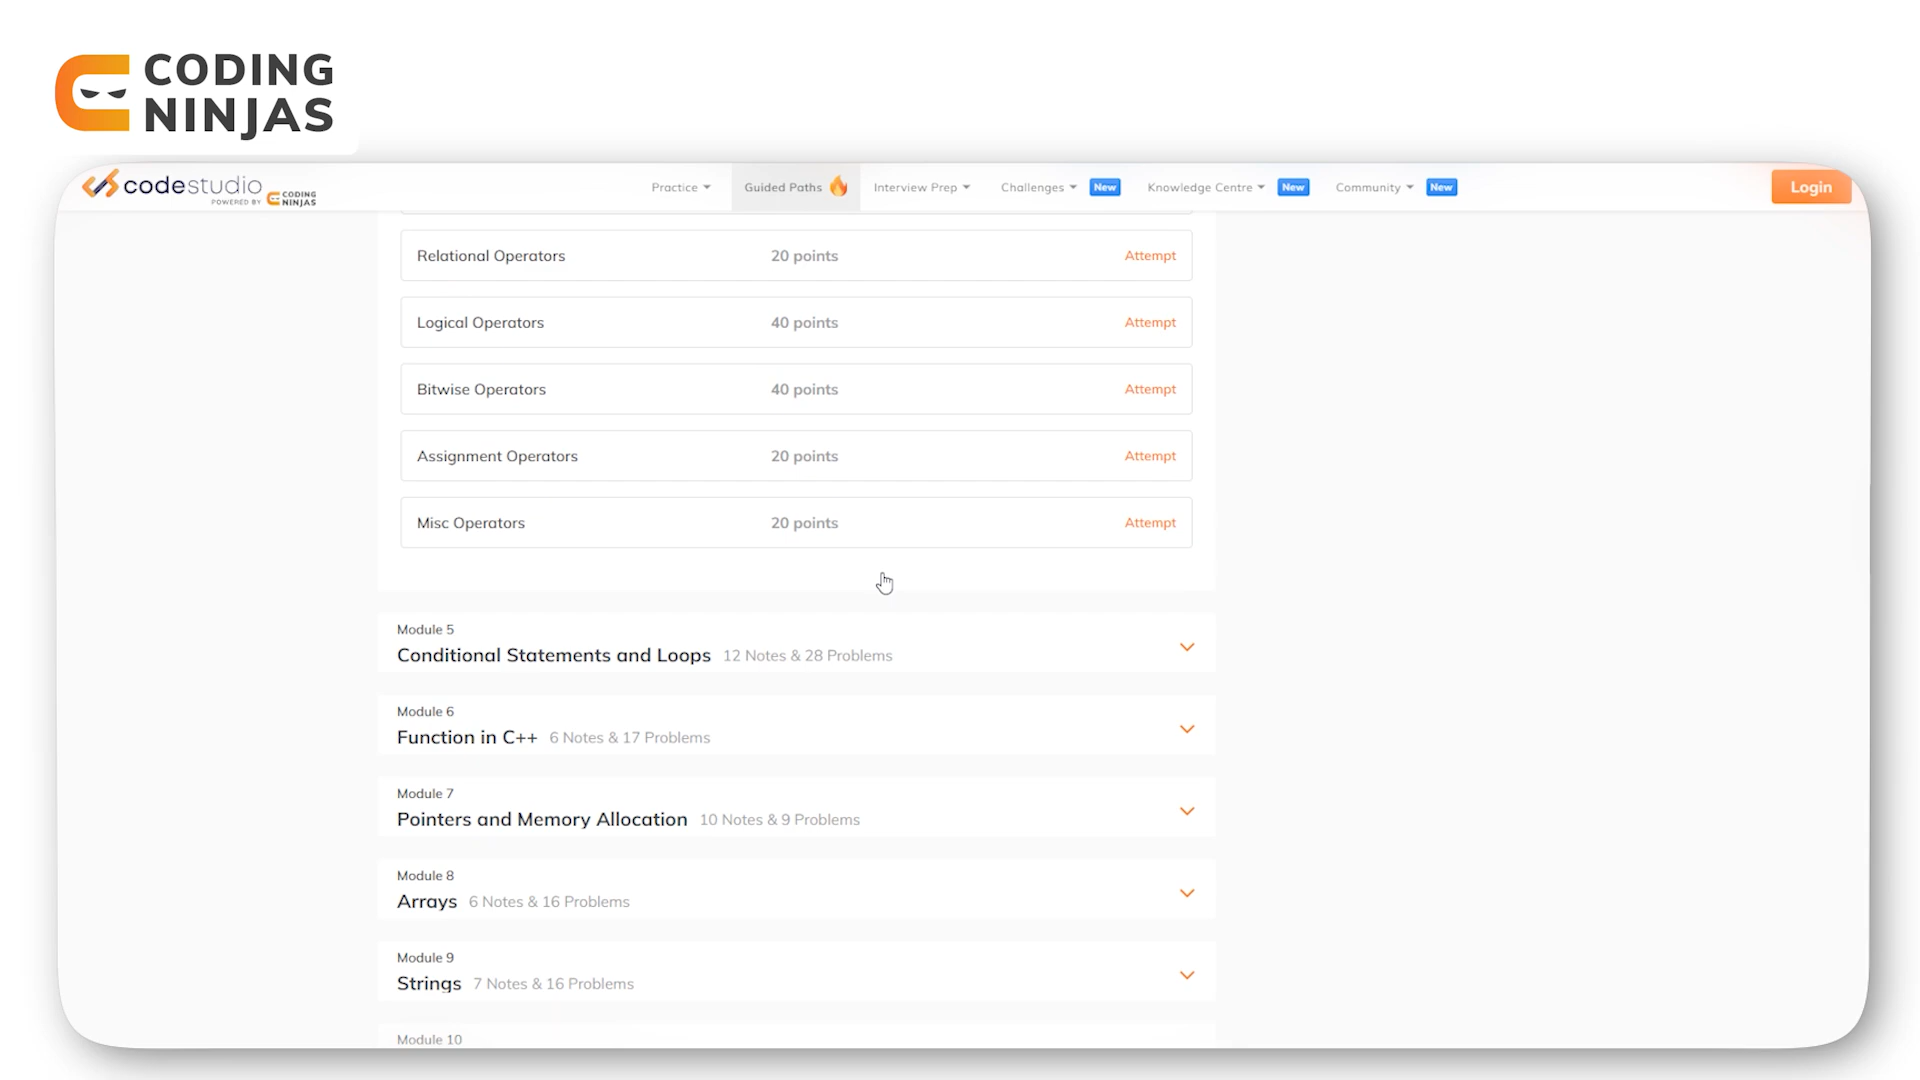 CODING
NINJAS
codestudio
POWERED BY CODING NINJAS
Practice
Guided Paths
Interview Prep
Challenges New
Knowledge Centre New
Community New
Login
Relational Operators 20 points Attempt
Logical Operators 40 points Attempt
Bitwise Operators 40 points Attempt
Assignment Operators 20 points Attempt
Misc Operators 20 points Attempt
Module 5
Conditional Statements and Loops 12 Notes & 28 Problems
Module 6
Function in C++ 6 Notes & 17 Problems
Module 7
Pointers and Memory Allocation 10 Notes & 9 Problems
Module 8
Arrays 6 Notes & 16 Problems
Module 9
Strings 7 Notes & 16 Problems
Module 10